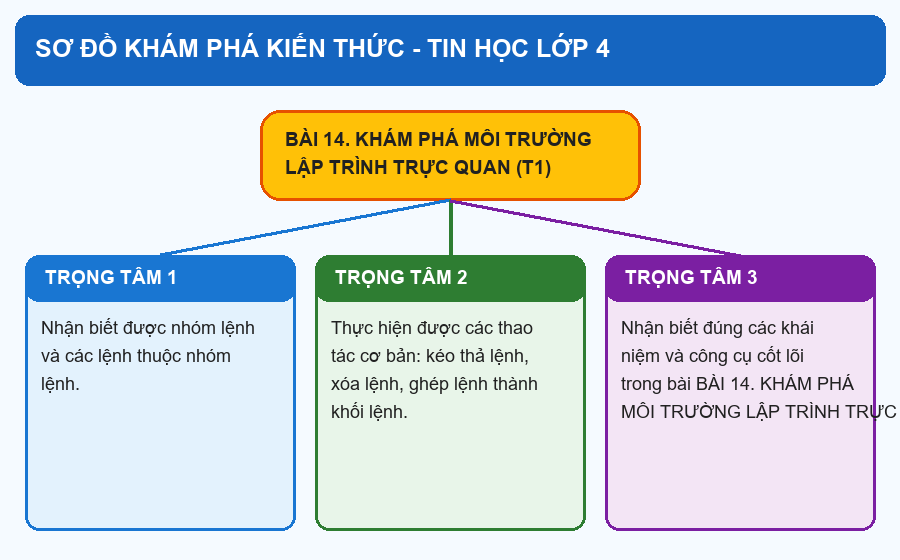 SƠ ĐỒ KHÁM PHÁ KIẾN THỨC - TIN HỌC LỚP 4
BÀI 14. KHÁM PHÁ MÔI TRƯỜNG
LẬP TRÌNH TRỰC QUAN (T1)
TRỌNG TÂM 1
Nhận biết được nhóm lệnh
và các lệnh thuộc nhóm
lệnh.
TRỌNG TÂM 2
Thực hiện được các thao
tác cơ bản: kéo thả lệnh,
xóa lệnh, ghép lệnh thành
khối lệnh.
TRỌNG TÂM 3
Nhận biết đúng các khái
niệm và công cụ cốt lõi
trong bài BÀI 14. KHÁM PHÁ
MÔI TRƯỜNG LẬP TRÌNH TRỰC